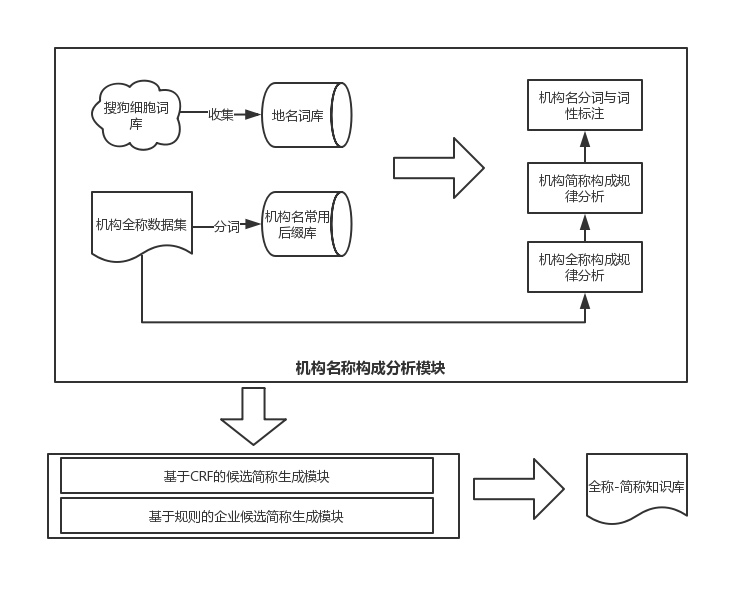 搜狗细胞词
库
收集
地名词库
机构名分词与词
性标注
机构简称构成规
律分析
机构全称数据集
分词
机构名常用
后缀库
机构全称构成规
律分析
机构名称构成分析模块
基于CRF的候选简称生成模块
基于规则的企业候选简称生成模块
全称-简称知识库